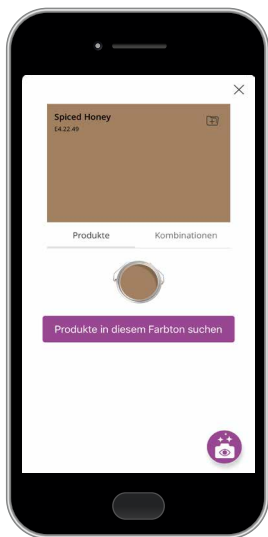 Spiced Honey
E4.22.49
Produkte
Kombinationen
Produkte in diesem Farbton suchen